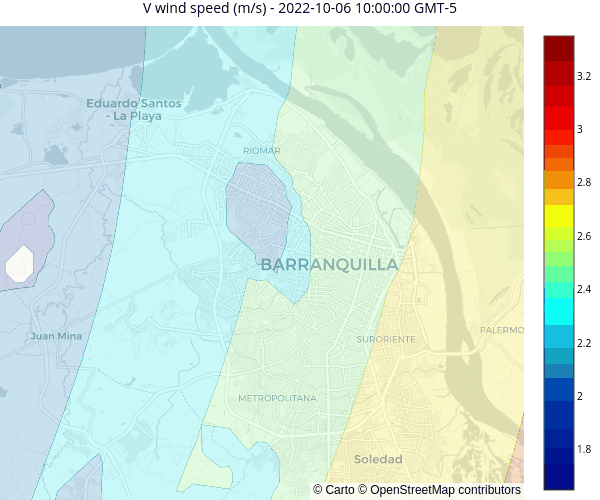 V wind speed (m/s) - 2022-10-06 10:00:00 GMT-5
Eduardo Santos
- La Playa
RIOMAR
BARRANQUILLA
Juan Mina
SURORIENTE
PALERMO
METROPOLITANA
Soledad
© Carto © OpenStreetMap contributors
3.2
3
2.8
2.6
2.4
2.2
2
1.8